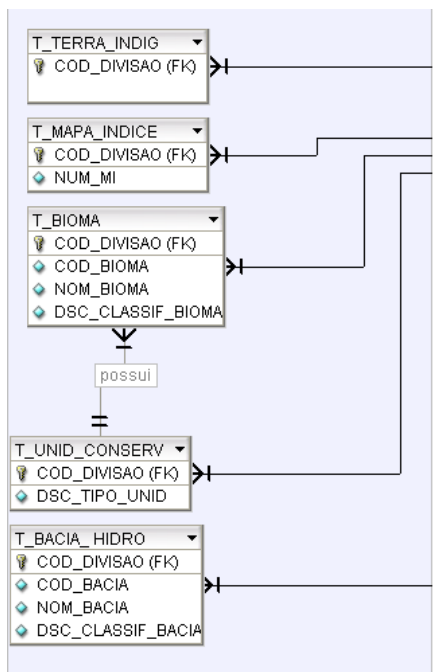 T_TERRA_INDIG
COD_DIVISAO (FK)
T_MAPA_INDICE
COD_DIVISAO (FK)
NUM_MI
T_BIOMA
COD_DIVISAO (FK)
COD_BIOMA
NOM_BIOMA
DSC_CLASSIF_BIOMA
possui
T_UNID_CONSERV
COD_DIVISAO (FK)
DSC_TIPO_UNID
T_BACIA_HIDRO
COD_DIVISAO (FK)
COD_BACIA
NOM_BACIA
DSC_CLASSIF_BACIA